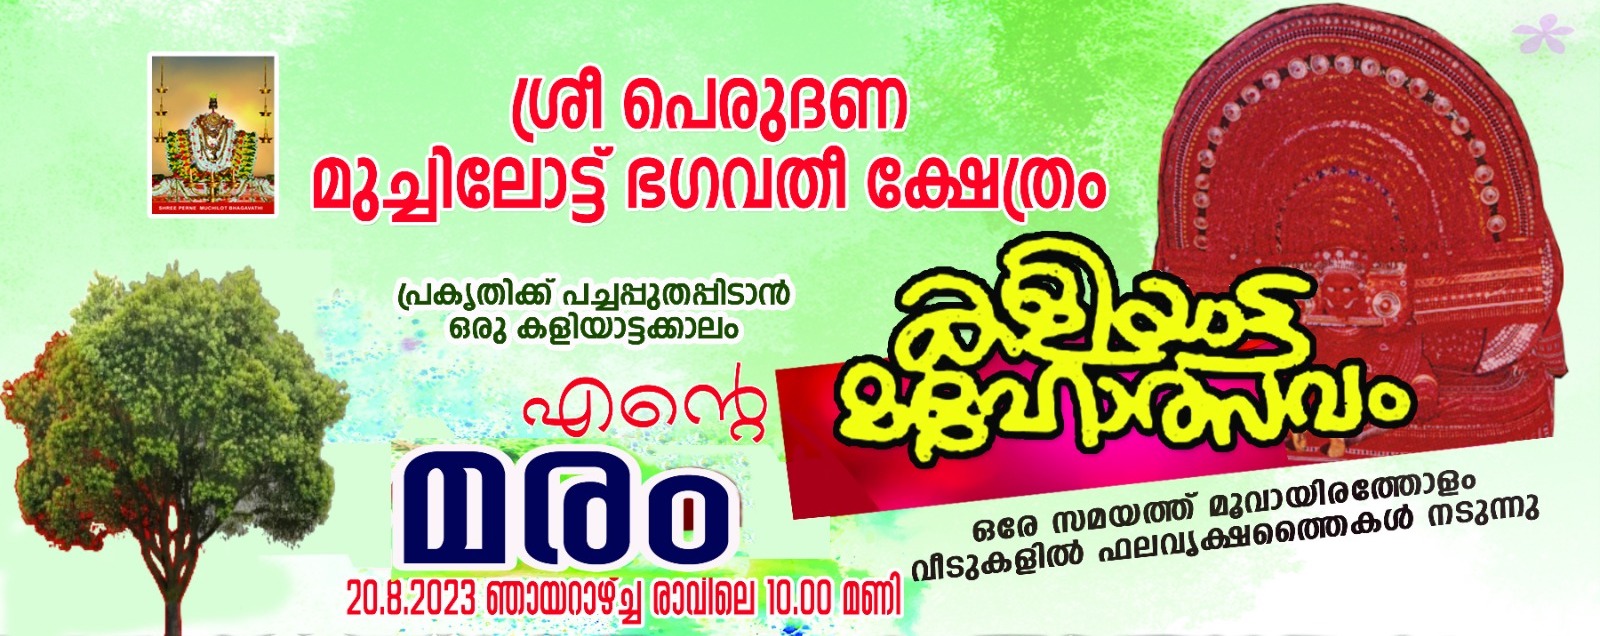 ശ്രീ പെരുദണ
മുച്ചിലോട്ട് ഭഗവതീ ക്ഷേത്രം
SHREE PERNE MUCHILOT BHAGAVATHI
പ്രകൃതിക്ക് പച്ചപ്പുതപ്പിടാൻ
ഒരു കളിയാട്ടക്കാലം
എന്റെ
മരം
20.8.2023 ഞായറാഴ്ച്ച രാവിലെ 10.00 മണി
കളിയാട്ട
മഹോത്സവം
ഒരേ സമയത്ത് മൂവായിരത്തോളം
വീടുകളിൽ ഫലവൃക്ഷത്തൈകൾ നടുന്നു